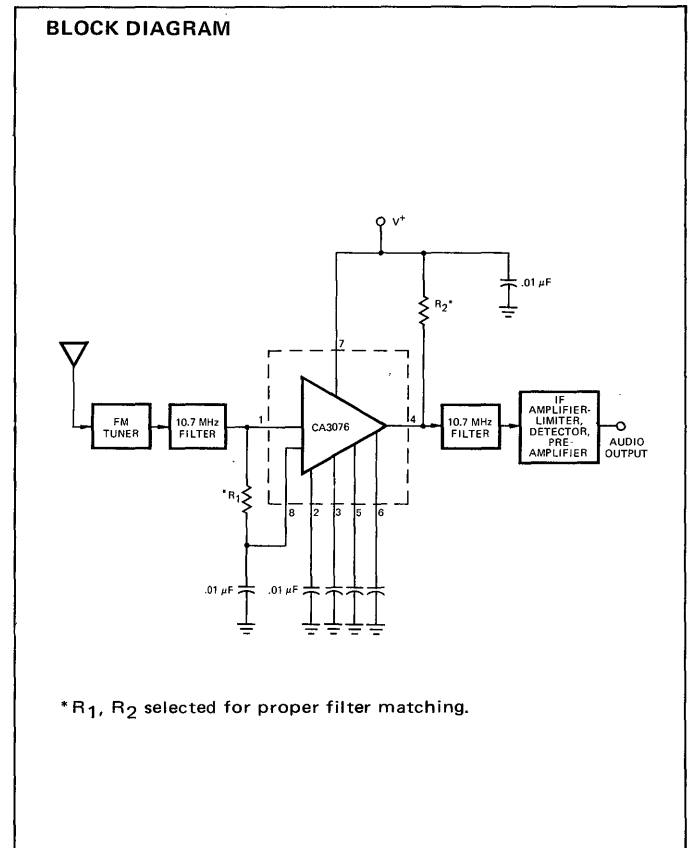 BLOCK DIAGRAM
V+
.01 µF
R2*
7
FM
TUNER
10.7 MHz
FILTER
1
CA3076
4
10.7 MHz
FILTER
IF
AMPLIFIER-
LIMITER,
DETECTOR,
PRE-
AMPLIFIER
AUDIO
OUTPUT
*R1
8
2
3
5
6
.01 µF
.01 µF
*R1, R2 selected for proper filter matching.